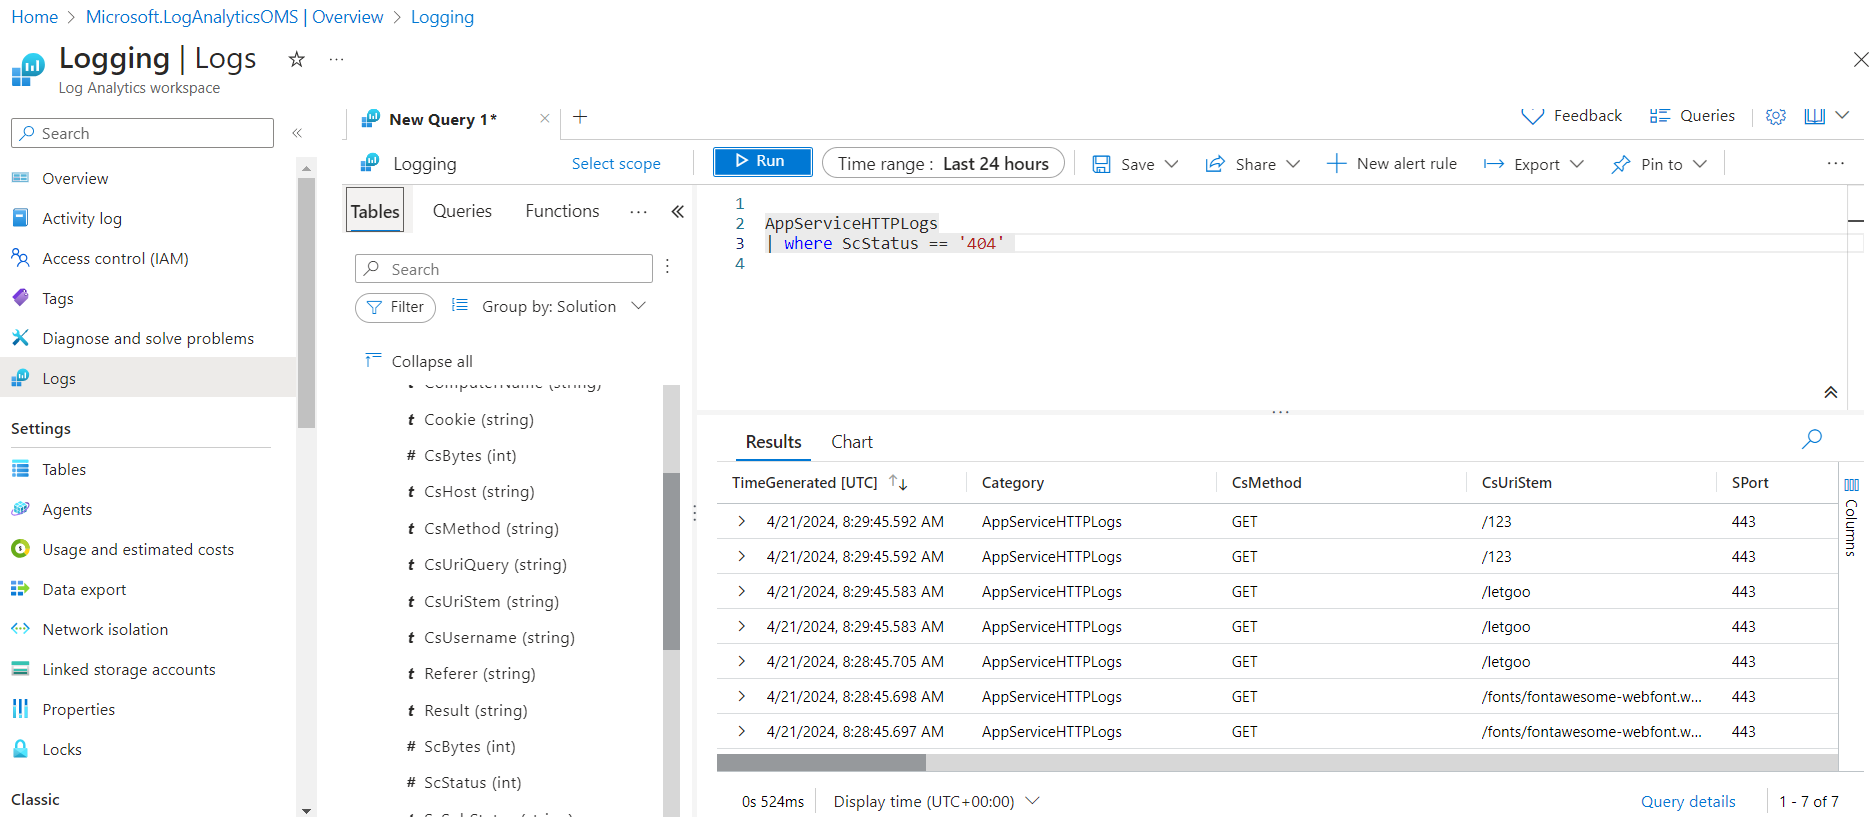 Home > Microsoft.LogAnalyticsOMS | Overview > Logging
Logging | Logs
Log Analytics workspace
Search
Overview
Activity log
Access control (IAM)
Tags
Diagnose and solve problems
Logs
Settings
Tables
Agents
Usage and estimated costs
Data export
Network isolation
Linked storage accounts
Properties
Locks
Classic
New Query 1*
Feedback
Queries
Logging
Select scope
Run
Time range : Last 24 hours
Save
Share
New alert rule
Export
Pin to
Tables
Queries
Functions
Search
Filter
Group by: Solution
Collapse all
t ComputerName (string)
t Cookie (string)
# CsBytes (int)
t CsHost (string)
t CsMethod (string)
t CsUriQuery (string)
t CsUriStem (string)
t CsUsername (string)
t Referer (string)
t Result (string)
# ScBytes (int)
# ScStatus (int)
1
2 AppServiceHTTPLogs
3 | where ScStatus == '404'
4
Results
Chart
TimeGenerated [UTC] Category CsMethod CsUriStem SPort
4/21/2024, 8:29:45.592 AM AppServiceHTTPLogs GET /123 443
4/21/2024, 8:29:45.592 AM AppServiceHTTPLogs GET /123 443
4/21/2024, 8:29:45.583 AM AppServiceHTTPLogs GET /letgoo 443
4/21/2024, 8:29:45.583 AM AppServiceHTTPLogs GET /letgoo 443
4/21/2024, 8:28:45.705 AM AppServiceHTTPLogs GET /letgoo 443
4/21/2024, 8:28:45.698 AM AppServiceHTTPLogs GET /fonts/fontawesome-webfont.w... 443
4/21/2024, 8:28:45.697 AM AppServiceHTTPLogs GET /fonts/fontawesome-webfont.w... 443
Columns
0s 524ms
Display time (UTC+00:00)
Query details
1 - 7 of 7